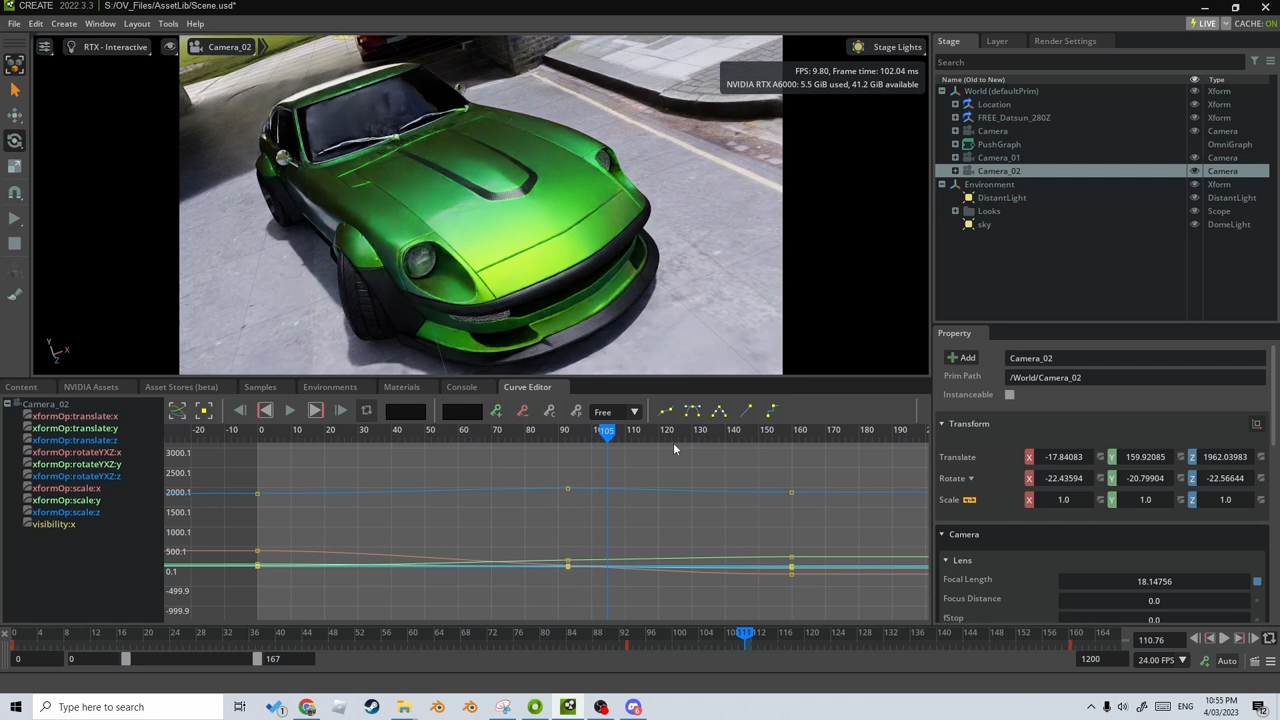 CREATE 2022.3.3 S:/OV_Files/AssetLib/Scene.usd*
File Edit Create Window Layout Tools Help
LIVE CACHE: ON
RTX - Interactive
Camera_02
Stage Lights
FPS: 9.80, Frame time: 102.04 ms
NVIDIA RTX A6000: 5.5 GiB used, 41.2 GiB available
Y X Z
Stage Layer Render Settings
Search
Name (Old to New) Type
World (defaultPrim) Xform
Location Xform
FREE_Datsun_280Z Xform
Camera Camera
PushGraph OmniGraph
Camera_01 Camera
Camera_02 Camera
Environment Xform
DistantLight DistantLight
Looks Scope
sky DomeLight
Property
Add Camera_02
Prim Path /World/Camera_02
Instanceable
Transform
Translate X -17.84083 Y 159.92085 Z 1962.03983
Rotate X -22.43594 Y -20.79904 Z -22.56644
Scale X 1.0 Y 1.0 Z 1.0
Camera
Lens
Focal Length 18.14756
Focus Distance 0.0
fStop 0.0
Content NVIDIA Assets Asset Stores (beta) Samples Environments Materials Console Curve Editor
Camera_02
xformOp:translate:x
xformOp:translate:y
xformOp:translate:z
xformOp:rotateYXZ:x
xformOp:rotateYXZ:y
xformOp:rotateYXZ:z
xformOp:scale:x
xformOp:scale:y
xformOp:scale:z
visibility:x
Free
-20 -10 0 10 20 30 40 50 60 70 80 90 105 110 120 130 140 150 160 170 180 190
3000.1
2500.1
2000.1
1500.1
1000.1
500.1
0.1
-499.9
-999.9
0 4 8 12 16 20 24 28 32 36 40 44 48 52 56 60 64 68 72 76 80 84 88 92 96 100 104 111 112 116 120 124 128 132 136 140 144 148 152 156 160 164
110.76
0 0 167 1200 24.00 FPS Auto
Type here to search
10:55 PM
4/03/2023